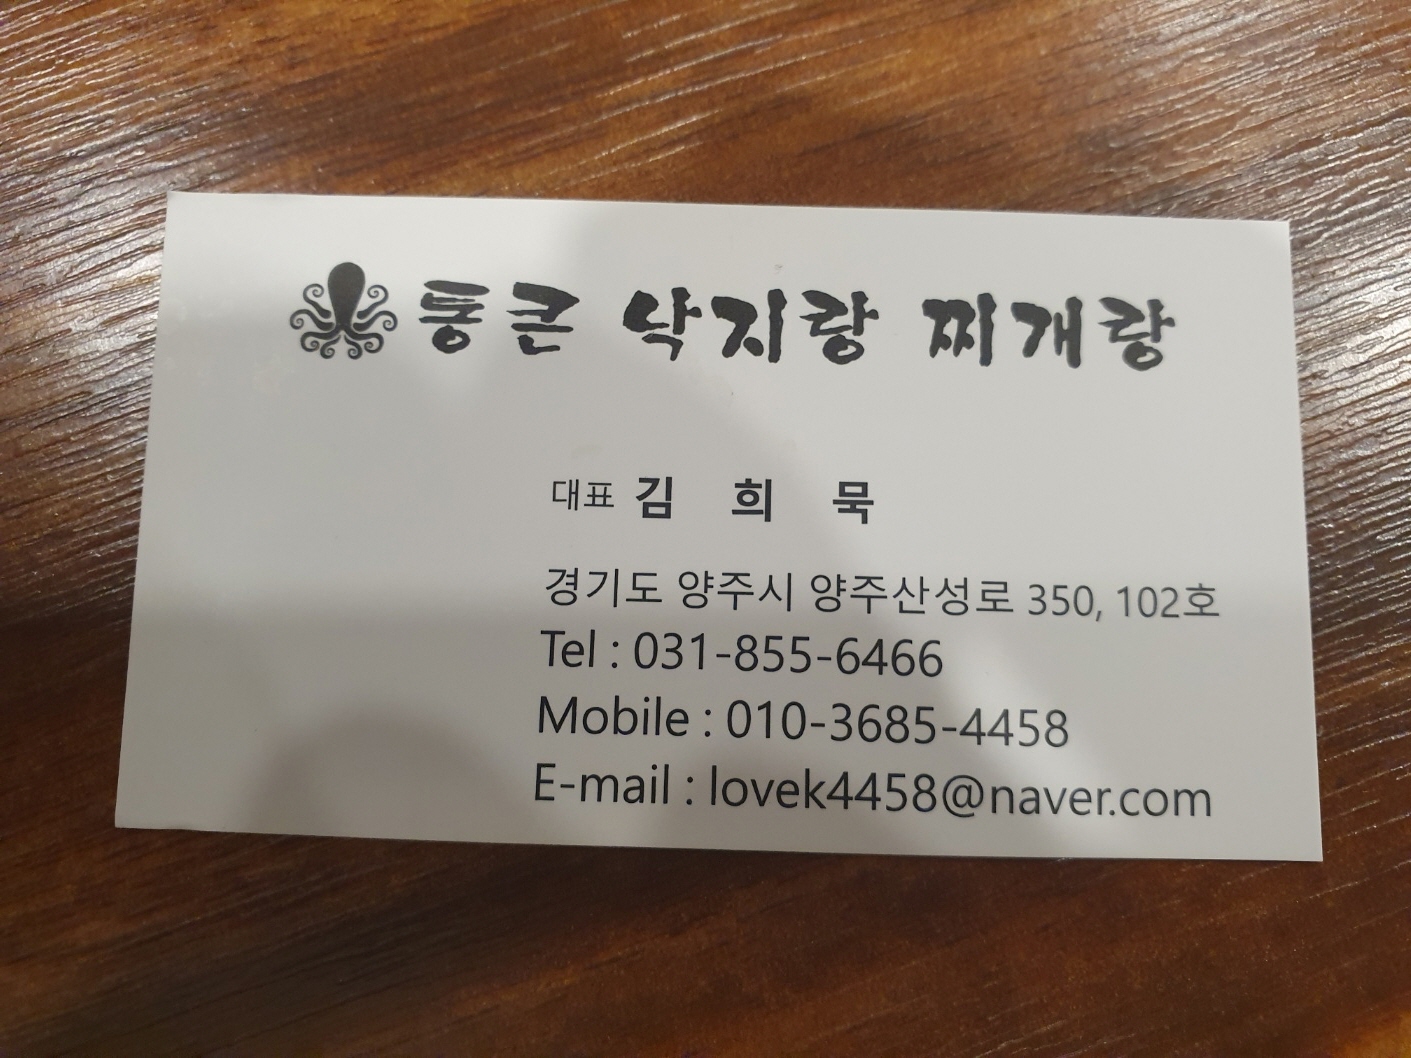 통큰 낙지랑 찌개랑
대표 김 희 묵
경기도 양주시 양주산성로 350, 102호
Tel : 031-855-6466
Mobile : 010-3685-4458
E-mail : lovek4458@naver.com